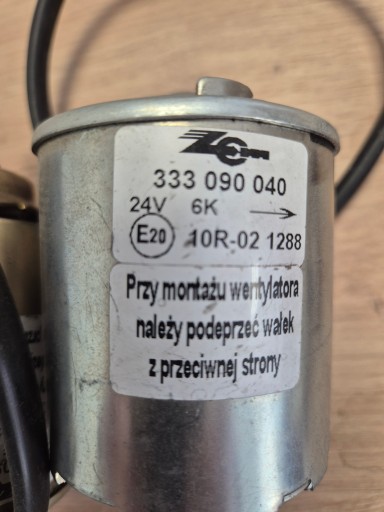 333 090 040
24V 6K →
E20 10R-02 1288
Przy montażu wentylatora
należy podeprzeć wałek
z przeciwnej strony